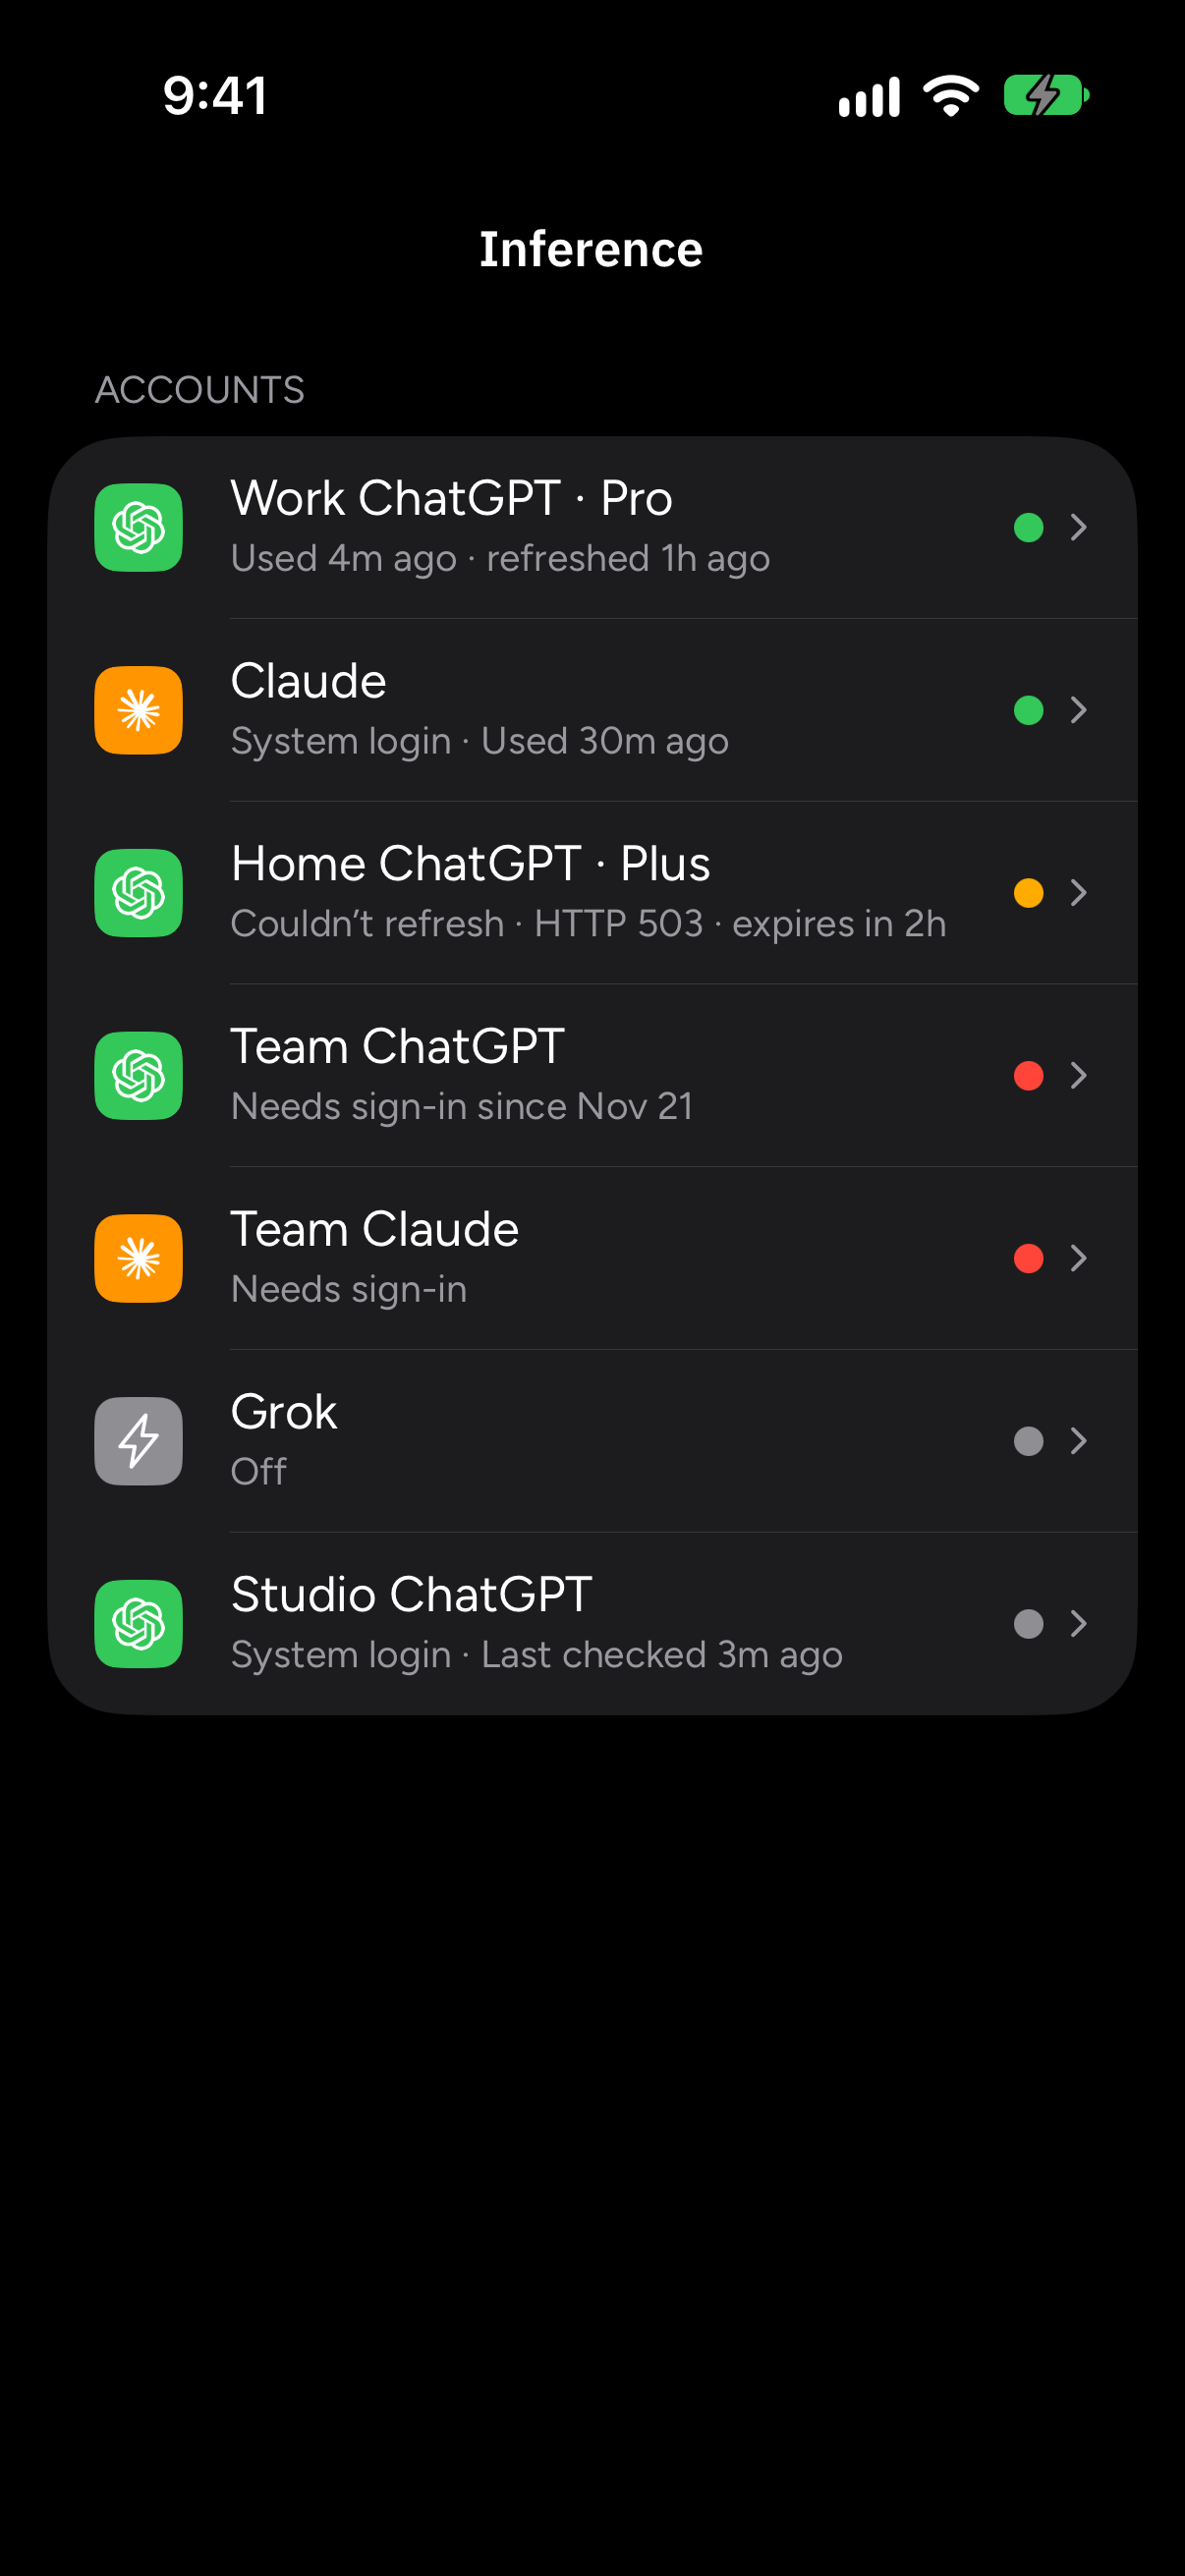 9:41
Inference
ACCOUNTS
Work ChatGPT · Pro
Used 4m ago · refreshed 1h ago
Claude
System login · Used 30m ago
Home ChatGPT · Plus
Couldn’t refresh · HTTP 503 · expires in 2h
Team ChatGPT
Needs sign-in since Nov 21
Team Claude
Needs sign-in
Grok
Off
Studio ChatGPT
System login · Last checked 3m ago